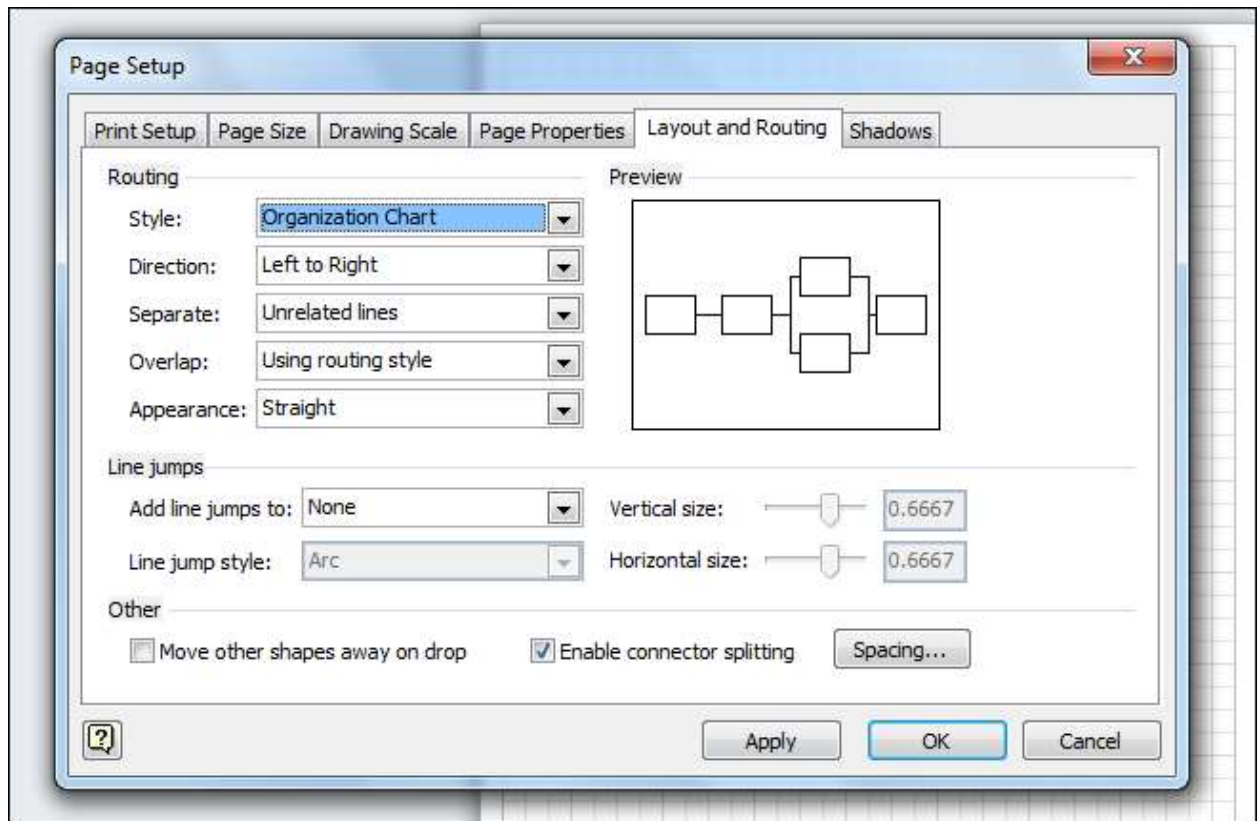 Page Setup
Print Setup Page Size Drawing Scale Page Properties Layout and Routing Shadows
Routing Preview
Style: Organization Chart
Direction: Left to Right
Separate: Unrelated lines
Overlap: Using routing style
Appearance: Straight
Line jumps
Add line jumps to: None Vertical size: 0.6667
Line jump style: Arc Horizontal size: 0.6667
Other
Move other shapes away on drop Enable connector splitting Spacing...
Apply OK Cancel